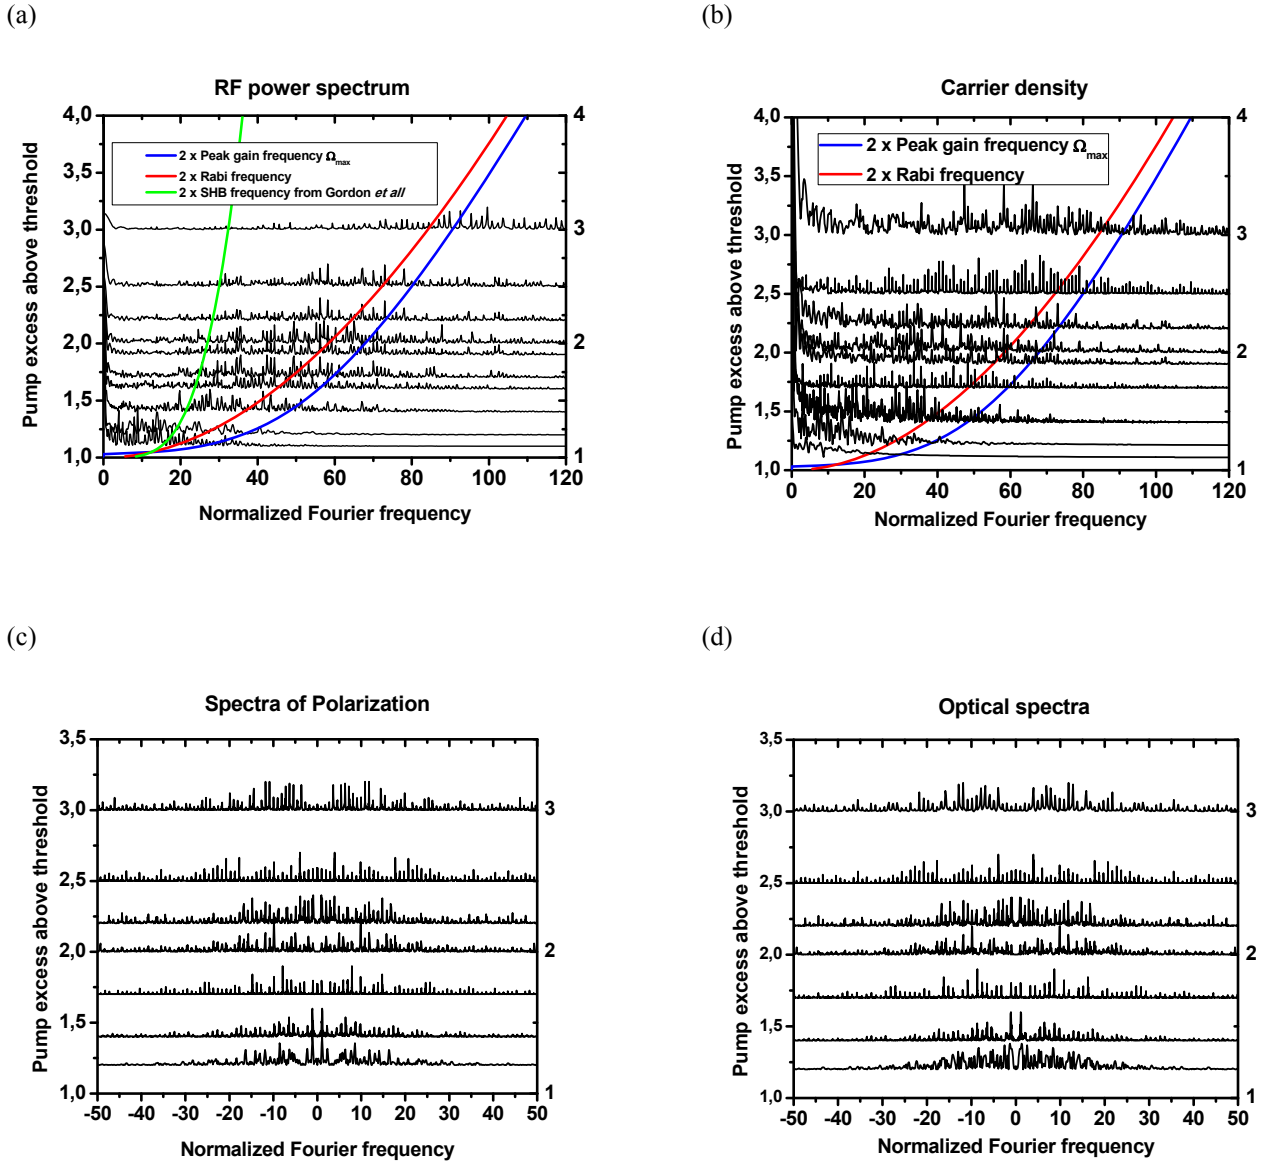 (a)
(b)
RF power spectrum
Carrier density
4,0
3,5
3,0
2,5
2,0
1,5
1,0
4
3
2
1
2 x Peak gain frequency Ωmax
2 x Rabi frequency
2 x SHB frequency from Gordon et all
0 20 40 60 80 100 120
Normalized Fourier frequency
Pump excess above threshold
4,0
3,5
3,0
2,5
2,0
1,5
1,0
4
3
2
1
2 x Peak gain frequency Ωmax
2 x Rabi frequency
0 20 40 60 80 100 120
Normalized Fourier frequency
Pump excess above threshold
(c)
(d)
Spectra of Polarization
Optical spectra
3,5
3,0
2,5
2,0
1,5
1,0
3
2
1
-50 -40 -30 -20 -10 0 10 20 30 40 50
Normalized Fourier frequency
Pump excess above threshold
3,5
3,0
2,5
2,0
1,5
1,0
3
2
1
-50 -40 -30 -20 -10 0 10 20 30 40 50
Normalized Fourier frequency
Pump excess above threshold